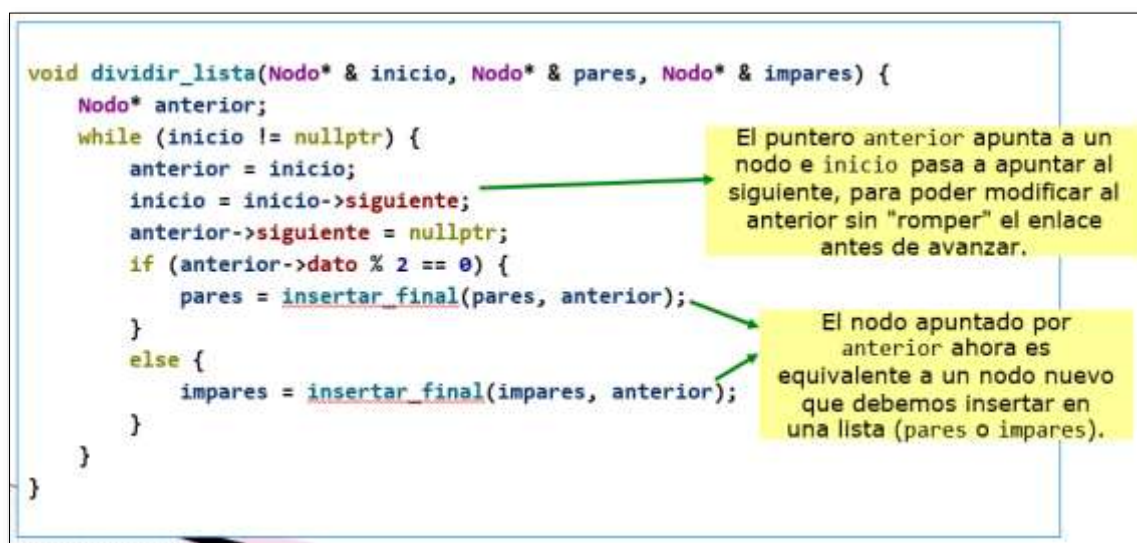 void dividir_lista(Nodo* & inicio, Nodo* & pares, Nodo* & impares) {
    Nodo* anterior;
    while (inicio != nullptr) {
        anterior = inicio;
        inicio = inicio->siguiente;
        anterior->siguiente = nullptr;
        if (anterior->dato % 2 == 0) {
            pares = insertar_final(pares, anterior);
        }
        else {
            impares = insertar_final(impares, anterior);
        }
    }
}
El puntero anterior apunta a un
nodo e inicio pasa a apuntar al
siguiente, para poder modificar al
anterior sin "romper" el enlace
antes de avanzar.
El nodo apuntado por
anterior ahora es
equivalente a un nodo nuevo
que debemos insertar en
una lista (pares o impares).